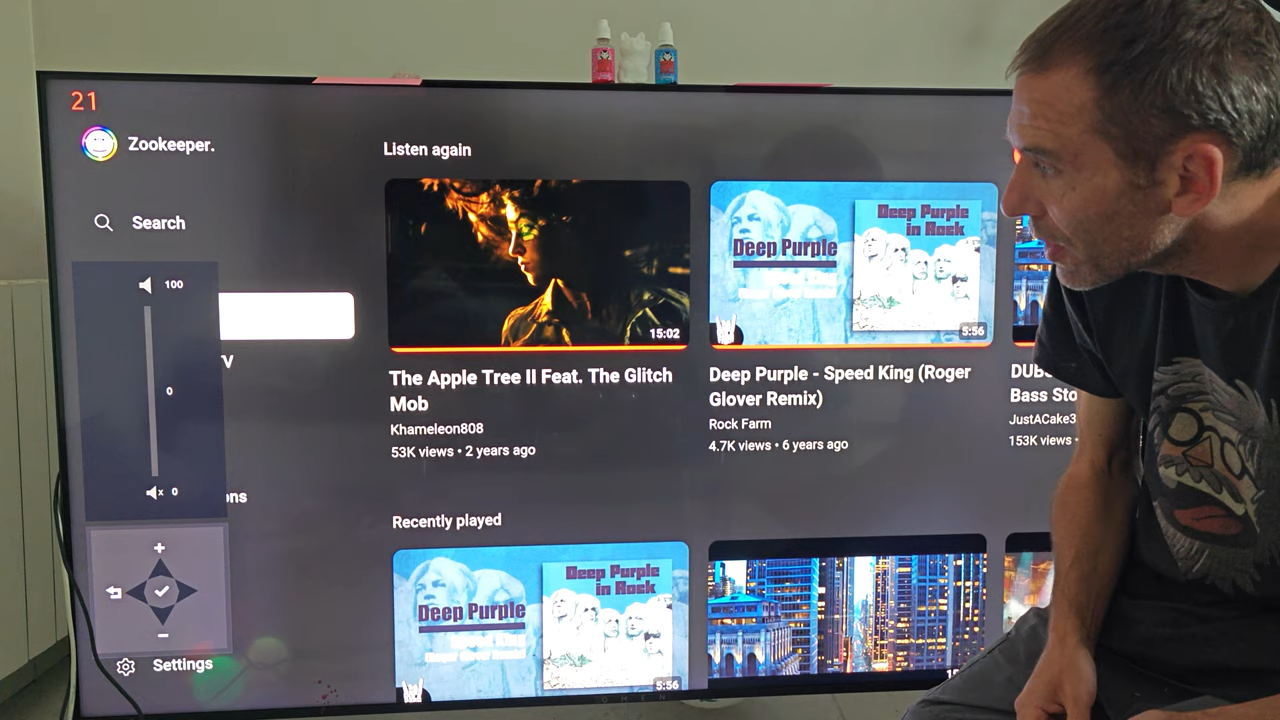 21
Zookeeper.
Search
100
0
0
V
ons
+
-
Settings
Listen again
15:02
The Apple Tree II Feat. The Glitch
Mob
Khameleon808
53K views • 2 years ago
Deep Purple
Deep Purple
in Rock
5:56
Deep Purple - Speed King (Roger
Glover Remix)
Rock Farm
4.7K views • 6 years ago
DUBS
Bass Sto
JustACake3
153K views •
Recently played
Deep Purple
Deep Purple
in Rock
5:56
OMEN